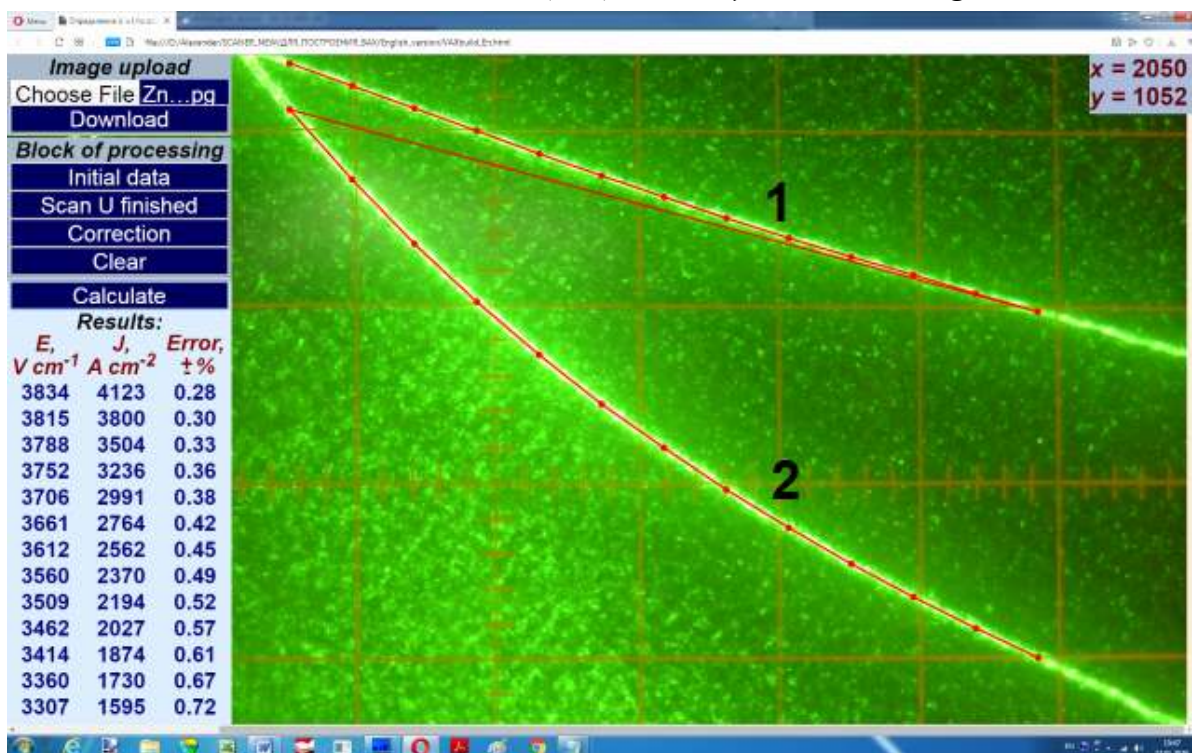 Меню
Image upload
Choose File Zn...pg
Download
Block of processing
Initial data
Scan U finished
Correction
Clear
Calculate
Results:
E, J, Error,
V cm-1 A cm-2 ±%
3834 4123 0.28
3815 3800 0.30
3788 3504 0.33
3752 3236 0.36
3706 2991 0.38
3661 2764 0.42
3612 2562 0.45
3560 2370 0.49
3509 2194 0.52
3462 2027 0.57
3414 1874 0.61
3360 1730 0.67
3307 1595 0.72
x = 2050
y = 1052
1
2